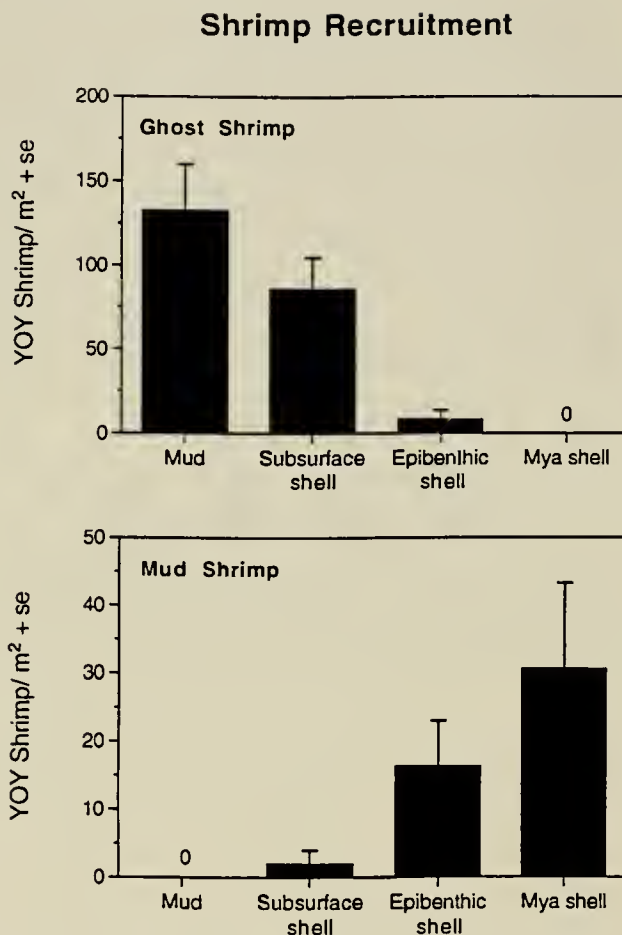 Shrimp Recruitment
200
Ghost Shrimp
150
100
50
0
YOY Shrimp/ m² + se
0
Mud
Subsurface shell
Epibenlhic shell
Mya shell
50
Mud Shrimp
40
30
20
10
0
YOY Shrimp/ m² + se
0
Mud
Subsurface
shell
Epibenthic
shell
Mya shell